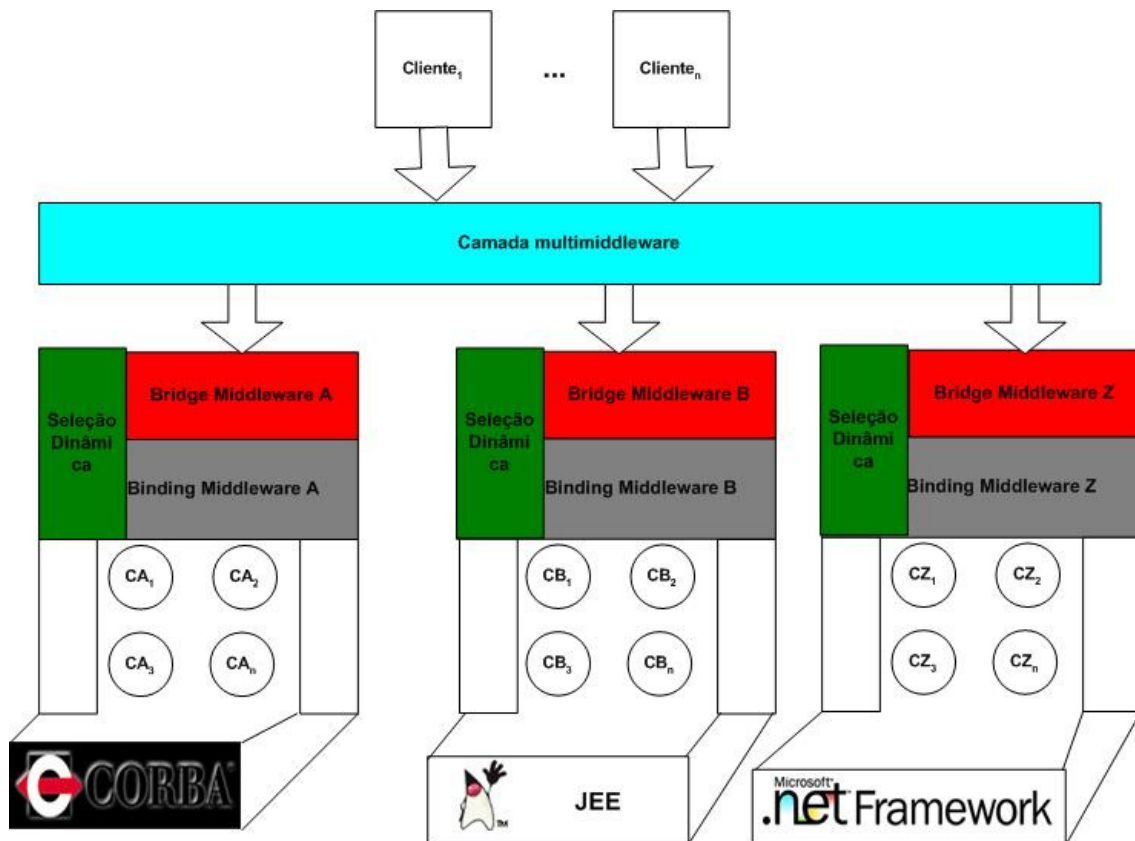 Cliente1
...
Clienten
Camada multimiddleware
Seleção
Dinâmi
ca
Bridge Middleware A
Binding Middleware A
Seleção
Dinâmi
ca
Bridge Middleware B
Binding Middleware B
Seleção
Dinâmi
ca
Bridge Middleware Z
Binding Middleware Z
CA1
CA2
CA3
CAn
CB1
CB2
CB3
CBn
CZ1
CZ2
CZ3
CZn
CORBA®
TM
JEE
Microsoft®
.net™ Framework